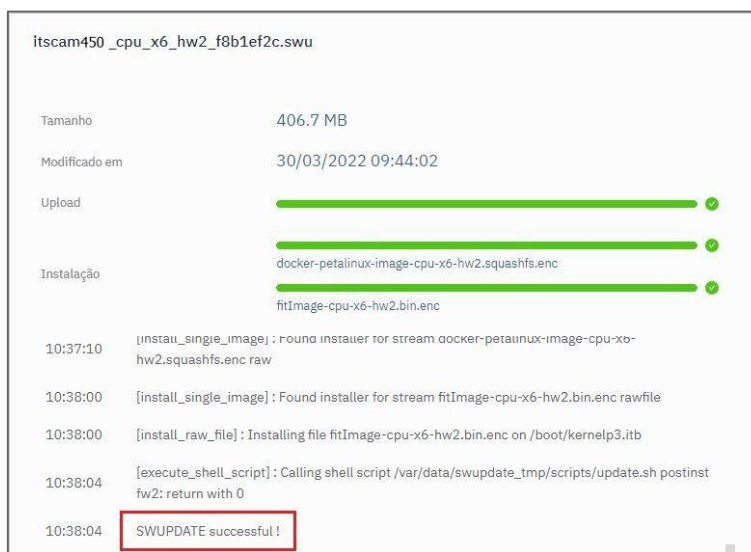 itscam450 _cpu_x6_hw2_f8b1ef2c.swu
Tamanho 406.7 MB
Modificado em 30/03/2022 09:44:02
Upload
Instalação
docker-petalinux-image-cpu-x6-hw2.squashfs.enc
fitImage-cpu-x6-hw2.bin.enc
10:37:10 [install_single_image] : Found installer for stream docker-petalinux-image-cpu-x6-
hw2.squashfs.enc raw
10:38:00 [install_single_image] : Found installer for stream fitImage-cpu-x6-hw2.bin.enc rawfile
10:38:00 [install_raw_file] : Installing file fitImage-cpu-x6-hw2.bin.enc on /boot/kernelp3.itb
10:38:04 [execute_shell_script] : Calling shell script /var/data/swupdate_tmp/scripts/update.sh postinst
fw2: return with 0
10:38:04 SWUPDATE successful !